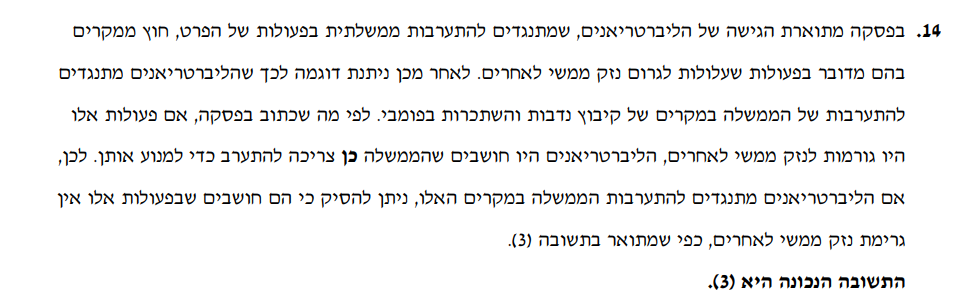 14. בפסקה מתוארת הגישה של הליברטריאנים, שמתנגדים להתערבות ממשלתית בפעולות של הפרט, חוץ ממקרים
בהם מדובר בפעולות שעלולות לגרום נזק ממשי לאחרים. לאחר מכן ניתנת דוגמה לכך שהליברטריאנים מתנגדים
להתערבות של הממשלה במקרים של קיבוץ נדבות והשתכרות בפומבי. לפי מה שכתוב בפסקה, אם פעולות אלו
היו גורמות לנזק ממשי לאחרים, הליברטריאנים היו חושבים שהממשלה כן צריכה להתערב כדי למנוע אותן. לכן,
אם הליברטריאנים מתנגדים להתערבות הממשלה במקרים האלו, ניתן להסיק כי הם חושבים שבפעולות אלו אין
גרימת נזק ממשי לאחרים, כפי שמתואר בתשובה (3).
התשובה הנכונה היא (3).